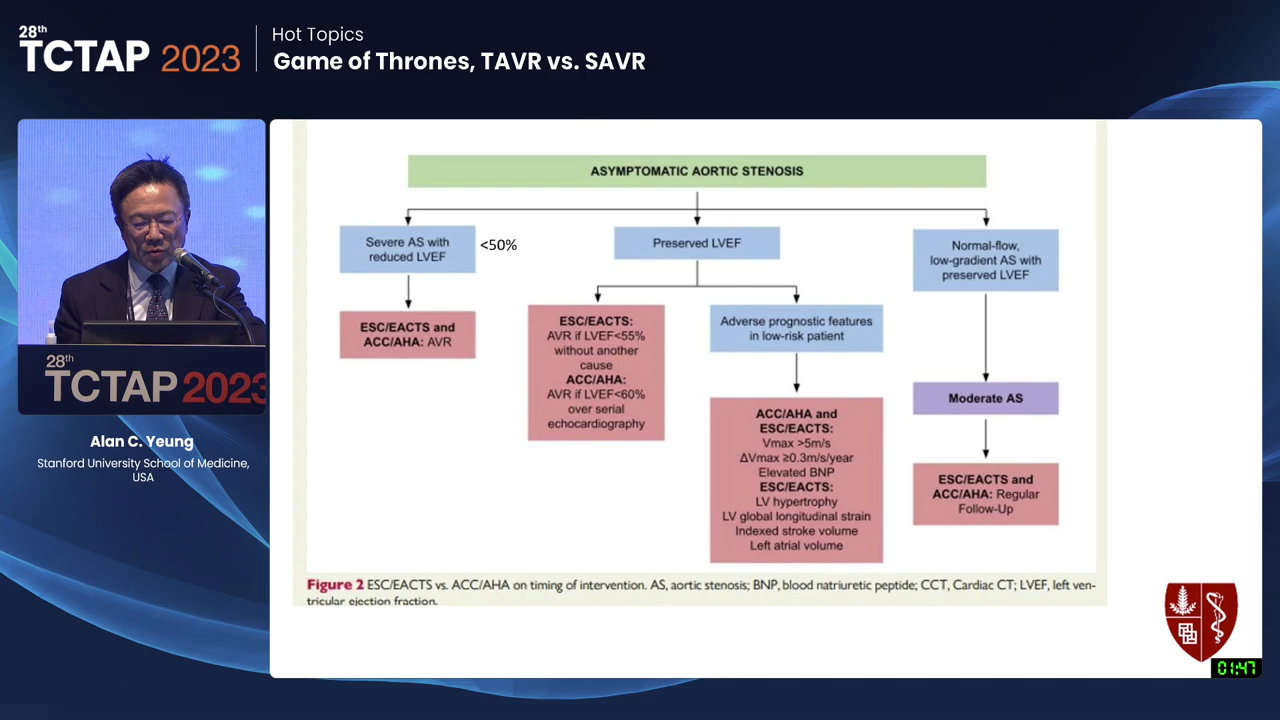 28th
TCTAP 2023
Hot Topics
Game of Thrones, TAVR vs. SAVR
28th
TCTAP 2023
Alan C. Yeung
Stanford University School of Medicine,
USA
ASYMPTOMATIC AORTIC STENOSIS
Severe AS with
reduced LVEF
<50%
ESC/EACTS and
ACC/AHA: AVR
Preserved LVEF
ESC/EACTS:
AVR if LVEF<55%
without another
cause
ACC/AHA:
AVR if LVEF<60%
over serial
echocardiography
Adverse prognostic features
in low-risk patient
ACC/AHA and
ESC/EACTS:
Vmax >5m/s
ΔVmax ≥0.3m/s/year
Elevated BNP
ESC/EACTS:
LV hypertrophy
LV global longitudinal strain
Indexed stroke volume
Left atrial volume
Normal-flow,
low-gradient AS with
preserved LVEF
Moderate AS
ESC/EACTS and
ACC/AHA: Regular
Follow-Up
Figure 2 ESC/EACTS vs. ACC/AHA on timing of intervention. AS, aortic stenosis; BNP, blood natriuretic peptide; CCT, Cardiac CT; LVEF, left ven-
tricular ejection fraction.
01:47